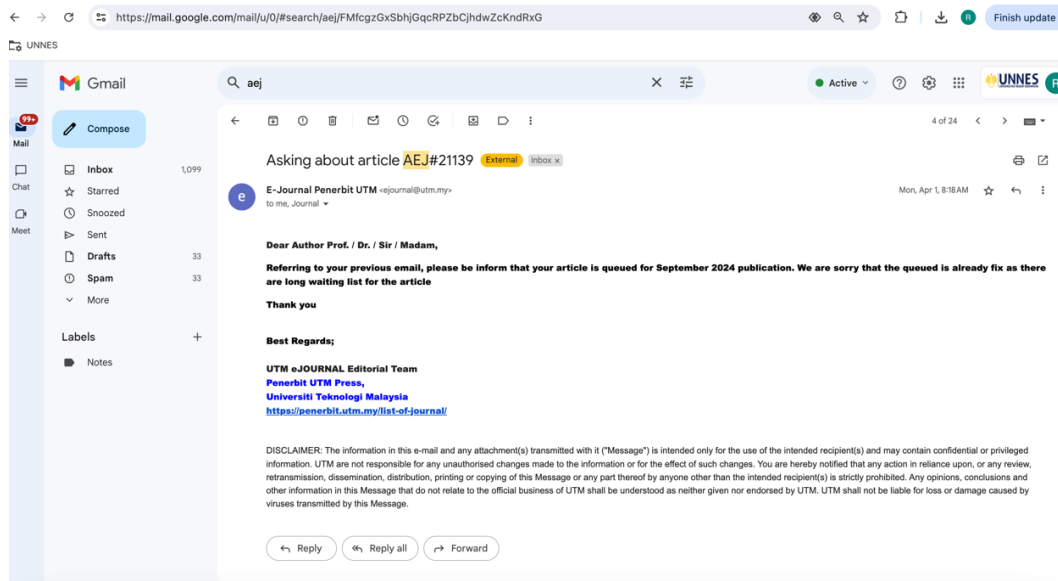 https://mail.google.com/mail/u/0/#search/aej/FMfcgzGxSbhjGqcRPZbCjhdwZcKndRxG
R
Finish update
UNNES
Gmail
aej
Active
UNNES
R
99+
Mail
Chat
Meet
Compose
Inbox 1,099
Starred
Snoozed
Sent
Drafts 33
Spam 33
More
Labels
Notes
4 of 24
Asking about article AEJ#21139 External Inbox x
e
E-Journal Penerbit UTM <ejournal@utm.my>
Mon, Apr 1, 8:18AM
to me, Journal
Dear Author Prof. / Dr. / Sir / Madam,
Referring to your previous email, please be inform that your article is queued for September 2024 publication. We are sorry that the queued is already fix as there
are long waiting list for the article
Thank you
Best Regards;
UTM eJOURNAL Editorial Team
Penerbit UTM Press,
Universiti Teknologi Malaysia
https://penerbit.utm.my/list-of-journal/
DISCLAIMER: The information in this e-mail and any attachment(s) transmitted with it ("Message") is intended only for the use of the intended recipient(s) and may contain confidential or privileged
information. UTM are not responsible for any unauthorised changes made to the information or for the effect of such changes. You are hereby notified that any action in reliance upon, or any review,
retransmission, dissemination, distribution, printing or copying of this Message or any part thereof by anyone other than the intended recipient(s) is strictly prohibited. Any opinions, conclusions and
other information in this Message that do not relate to the official business of UTM shall be understood as neither given nor endorsed by UTM. UTM shall not be liable for loss or damage caused by
viruses transmitted by this Message.
Reply
Reply all
Forward